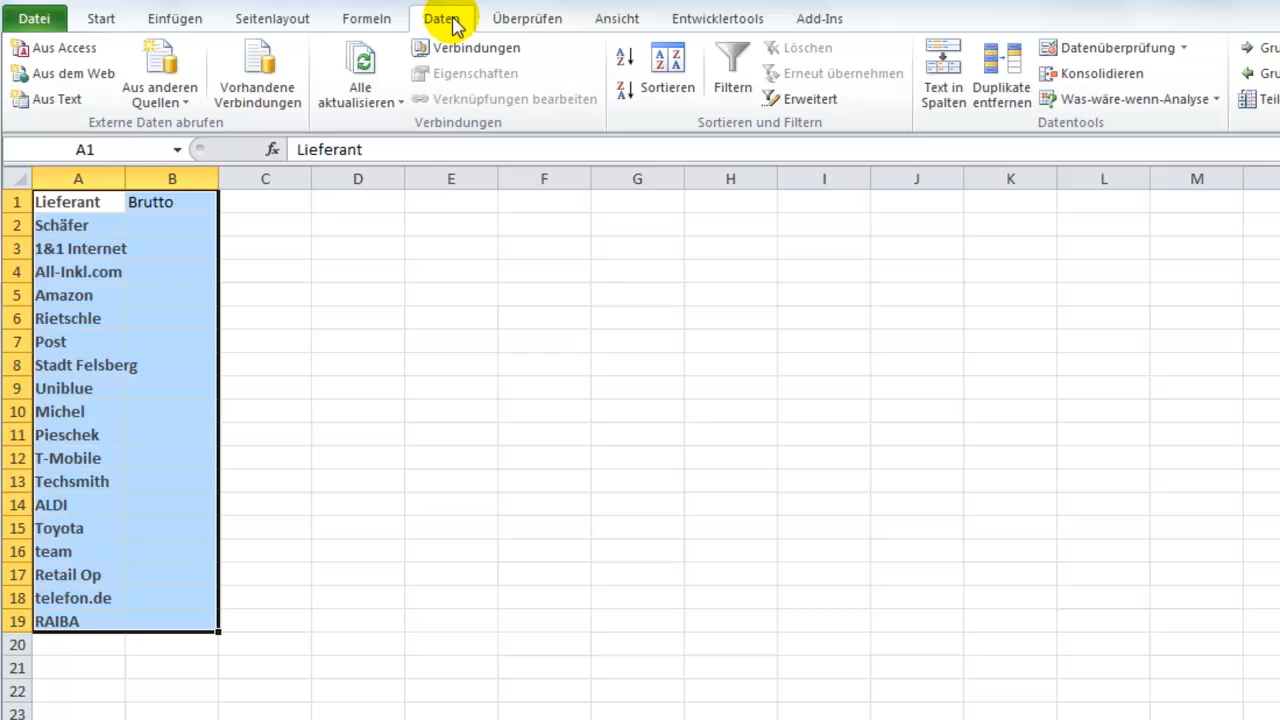 Datei Start Einfügen Seitenlayout Formeln Daten Überprüfen Ansicht Entwicklertools Add-Ins
Aus Access
Aus dem Web
Aus Text
Aus anderen
Quellen
Externe Daten abrufen
Vorhandene
Verbindungen
Alle
aktualisieren
Verbindungen
Eigenschaften
Verknüpfungen bearbeiten
Verbindungen
A
Z
Z
A
A Z
Z A
Sortieren
Filtern
Löschen
Erneut übernehmen
Erweitert
Sortieren und Filtern
Text in
Spalten
Duplikate
entfernen
Datenüberprüfung
Konsolidieren
Was-wäre-wenn-Analyse
Datentools
Gru
Gru
Teil
A1 fx Lieferant
A B C D E F G H I J K L M
1 Lieferant Brutto
2 Schäfer
3 1&1 Internet
4 All-Inkl.com
5 Amazon
6 Rietschle
7 Post
8 Stadt Felsberg
9 Uniblue
10 Michel
11 Pieschek
12 T-Mobile
13 Techsmith
14 ALDI
15 Toyota
16 team
17 Retail Op
18 telefon.de
19 RAIBA
20
21
22
23